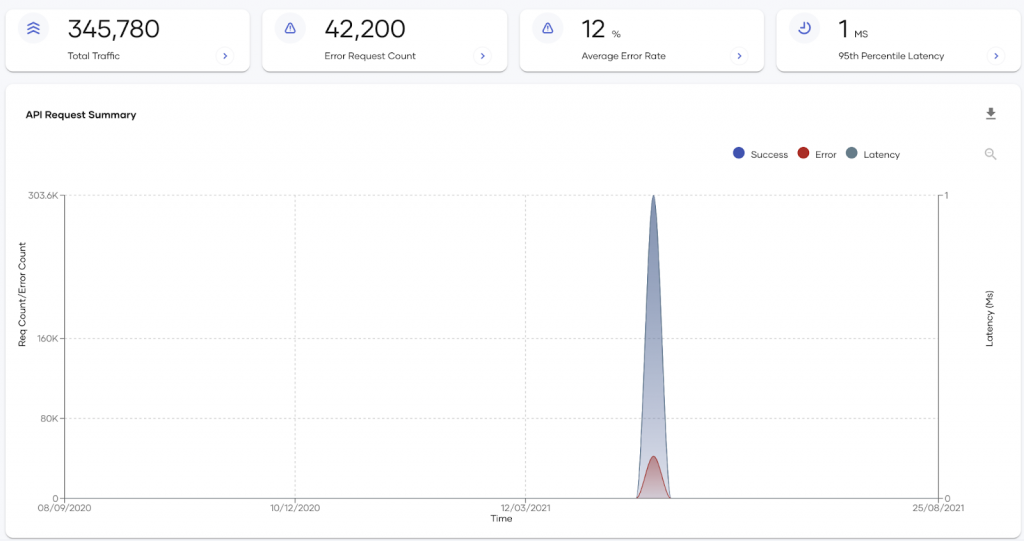 345,780
Total Traffic
42,200
Error Request Count
12 %
Average Error Rate
1 MS
95th Percentile Latency
API Request Summary
Success
Error
Latency
303.6K
160K
80K
0
Req Count/Error Count
1
0
Latency (Ms)
08/09/2020
10/12/2020
12/03/2021
25/08/2021
Time